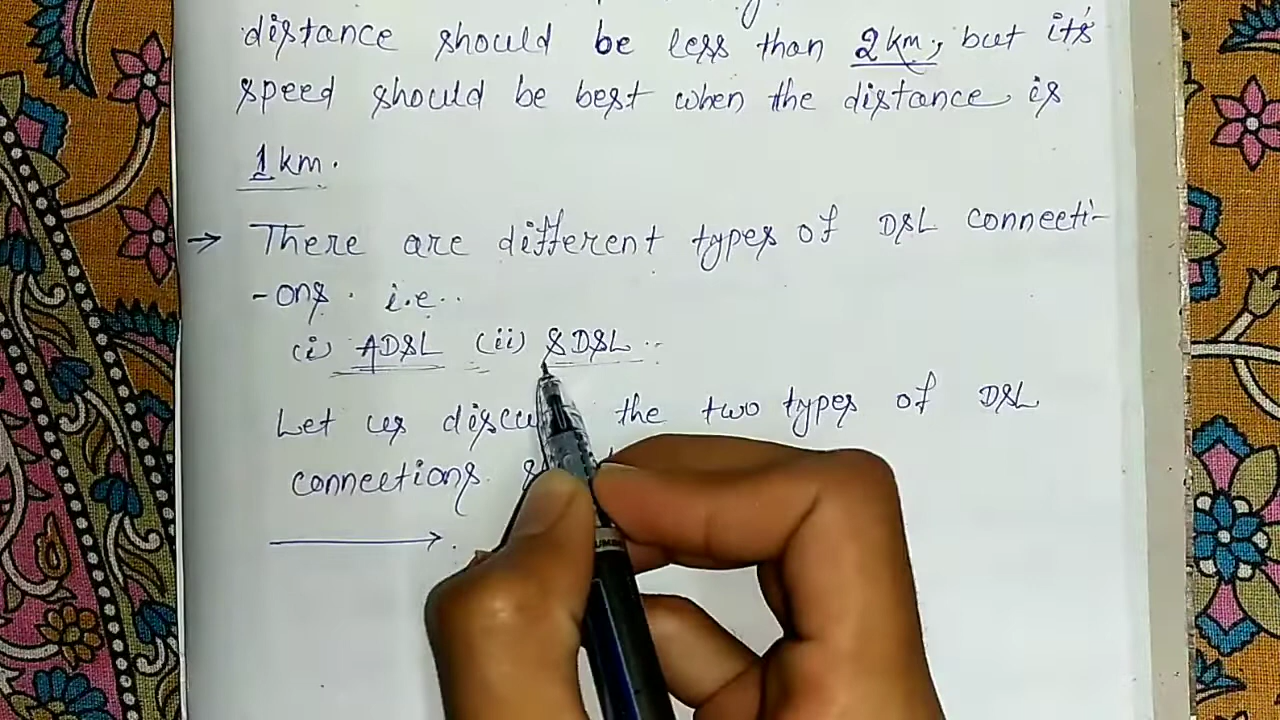 distance should be less than 2km, but it's
speed should be best when the distance is
1km.
→ There are different types of DSL connecti-
-ons. i.e..
(i) ADSL (ii) SDSL..
Let us discuss the two types of DSL
connections